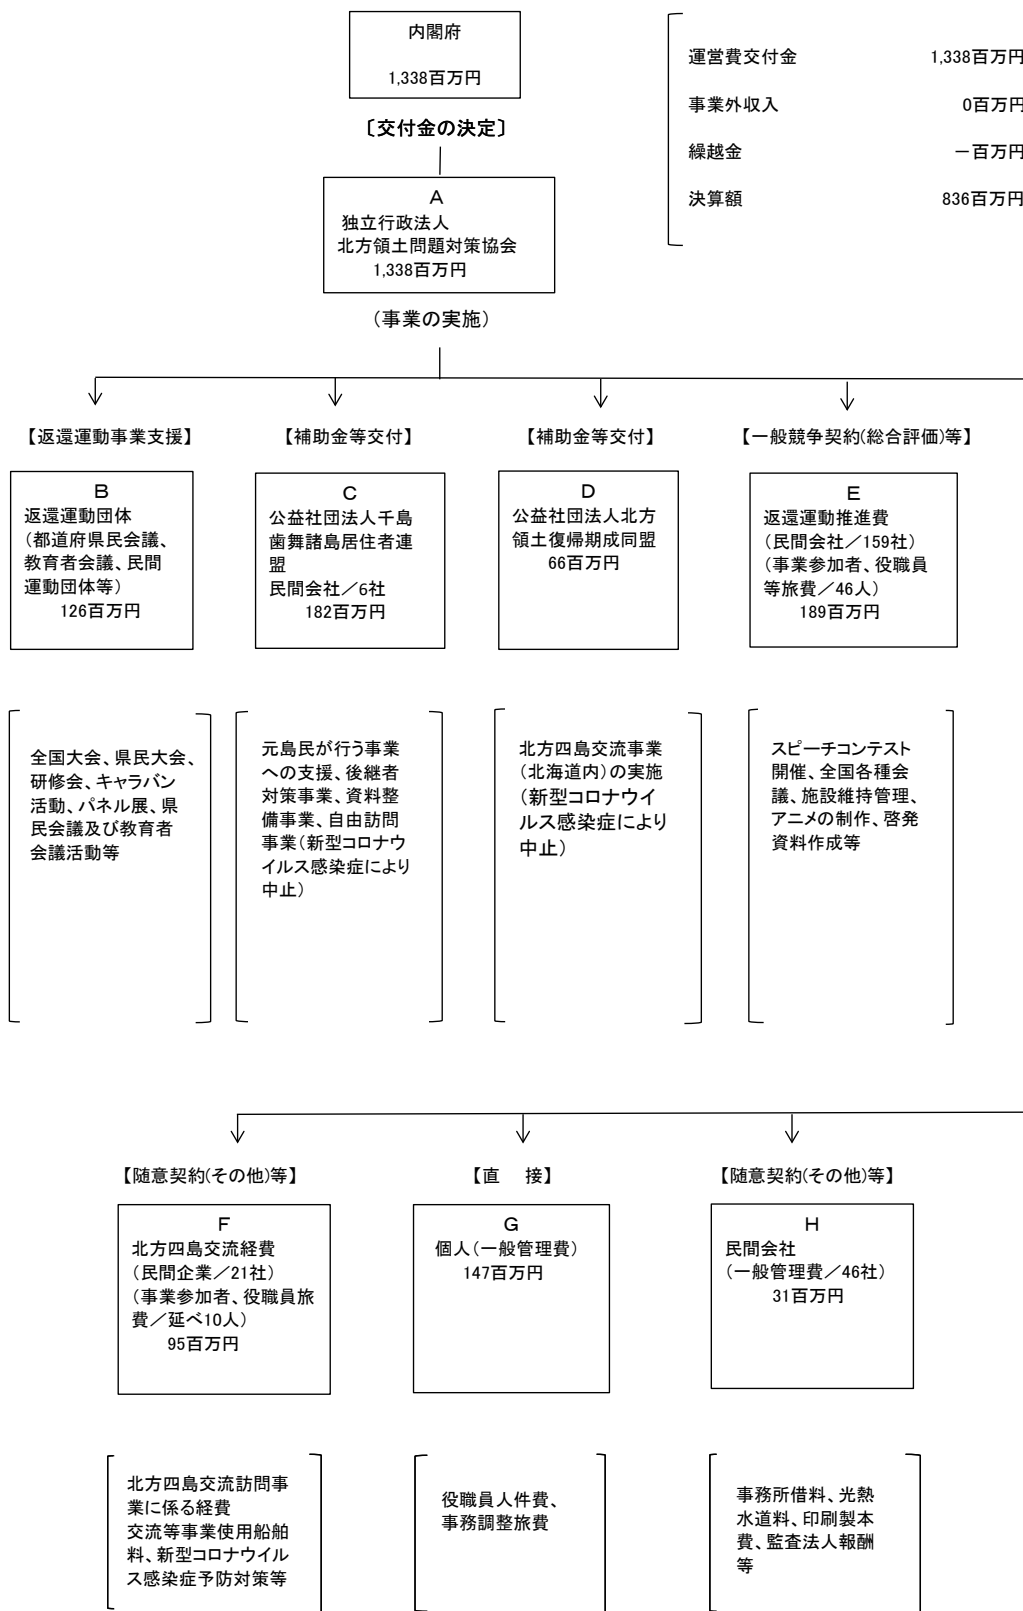 内閣府
1,338百万円
〔交付金の決定〕
運営費交付金 1,338百万円
事業外収入 0百万円
繰越金 －百万円
決算額 836百万円
A
独立行政法人
北方領土問題対策協会
1,338百万円
（事業の実施）
【返還運動事業支援】
B
返還運動団体
（都道府県民会議、
教育者会議、民間
運動団体等）
126百万円
全国大会、県民大会、
研修会、キャラバン
活動、パネル展、県
民会議及び教育者
会議活動等
【補助金等交付】
C
公益社団法人千島
歯舞諸島居住者連
盟
民間会社／6社
182百万円
元島民が行う事業
への支援、後継者
対策事業、資料整
備事業、自由訪問
事業（新型コロナウ
イルス感染症により
中止）
【補助金等交付】
D
公益社団法人北方
領土復帰期成同盟
66百万円
北方四島交流事業
（北海道内）の実施
（新型コロナウイ
ルス感染症により
中止）
【一般競争契約(総合評価)等】
E
返還運動推進費
（民間会社／159社）
（事業参加者、役職員
等旅費／46人）
189百万円
スピーチコンテスト
開催、全国各種会
議、施設維持管理、
アニメの制作、啓発
資料作成等
【随意契約(その他)等】
F
北方四島交流経費
（民間企業／21社）
（事業参加者、役職員旅
費／延べ10人）
95百万円
北方四島交流訪問事
業に係る経費
交流等事業使用船舶
料、新型コロナウイル
ス感染症予防対策等
【直　接】
G
個人（一般管理費）
147百万円
役職員人件費、
事務調整旅費
【随意契約(その他)等】
H
民間会社
（一般管理費／46社）
31百万円
事務所借料、光熱
水道料、印刷製本
費、監査法人報酬
等